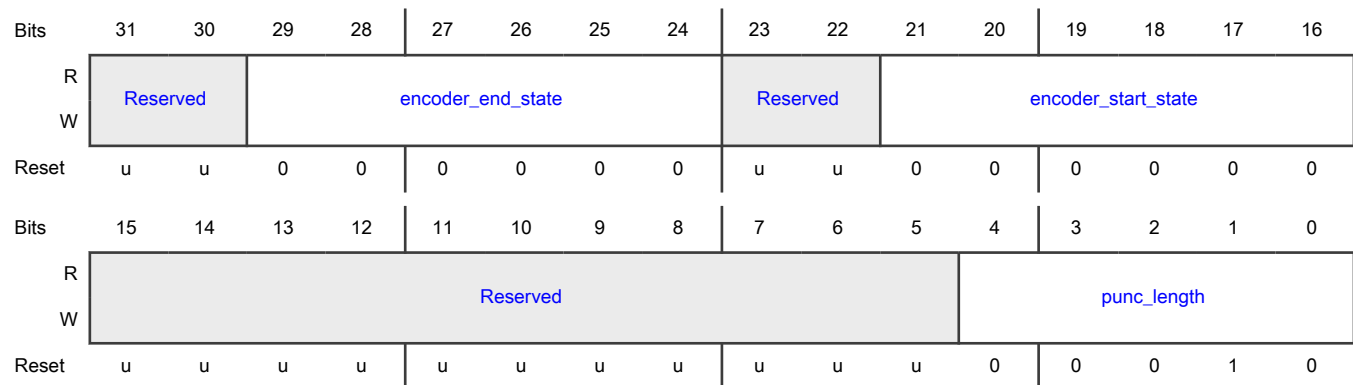 Bits 31 30 29 28 27 26 25 24 23 22 21 20 19 18 17 16
R
Reserved encoder_end_state Reserved encoder_start_state
W
Reset u u 0 0 0 0 0 0 u u 0 0 0 0 0 0
Bits 15 14 13 12 11 10 9 8 7 6 5 4 3 2 1 0
R
Reserved punc_length
W
Reset u u u u u u u u u u u 0 0 0 1 0